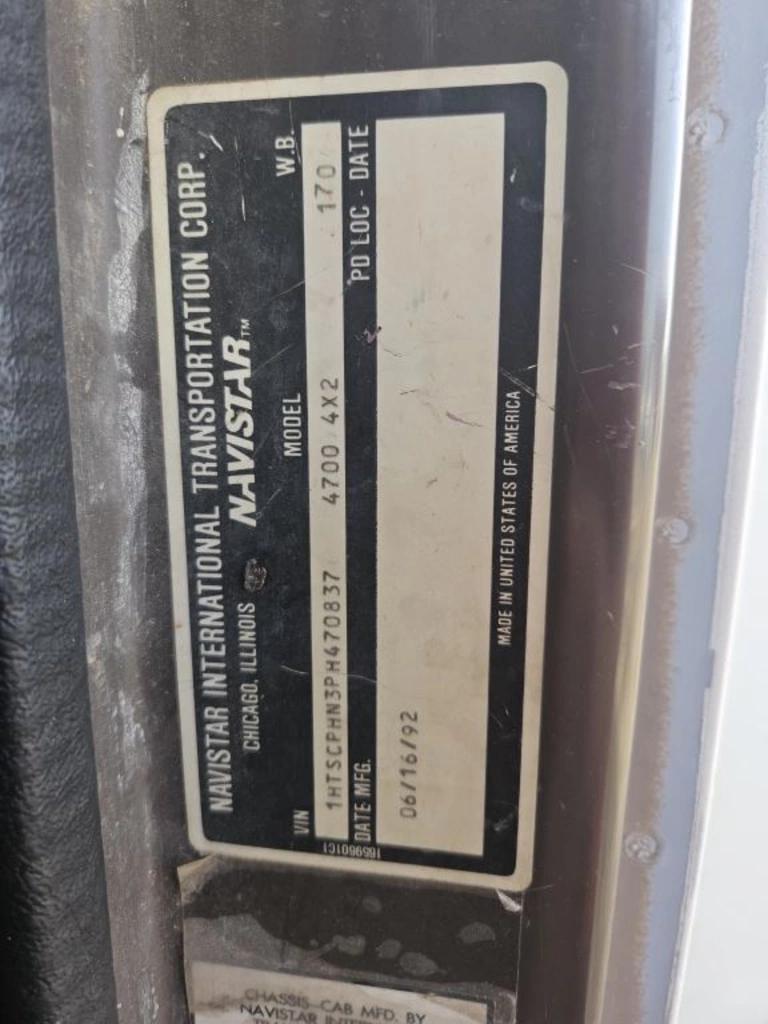 NAVISTAR INTERNATIONAL TRANSPORTATION CORP.
CHICAGO, ILLINOIS NAVISTAR™
VIN MODEL W.B.
1HTSCPHN3PH470837 4700 4X2 170
DATE MFG. PD LOC - DATE
06/16/92
MADE IN UNITED STATES OF AMERICA
1659601C1
CHASSIS-CAB MFD. BY
NAVISTAR